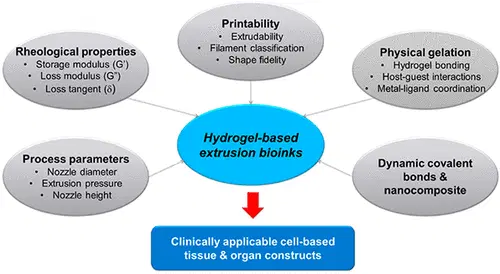 Printability
• Extrudability
• Filament classification
• Shape fidelity
Rheological properties
• Storage modulus (G')
• Loss modulus (G")
• Loss tangent (δ)
Physical gelation
• Hydrogel bonding
• Host-guest interactions
• Metal-ligand coordination
Hydrogel-based
extrusion bioinks
Process parameters
• Nozzle diameter
• Extrusion pressure
• Nozzle height
Dynamic covalent
bonds &
nanocomposite
Clinically applicable cell-based
tissue & organ constructs